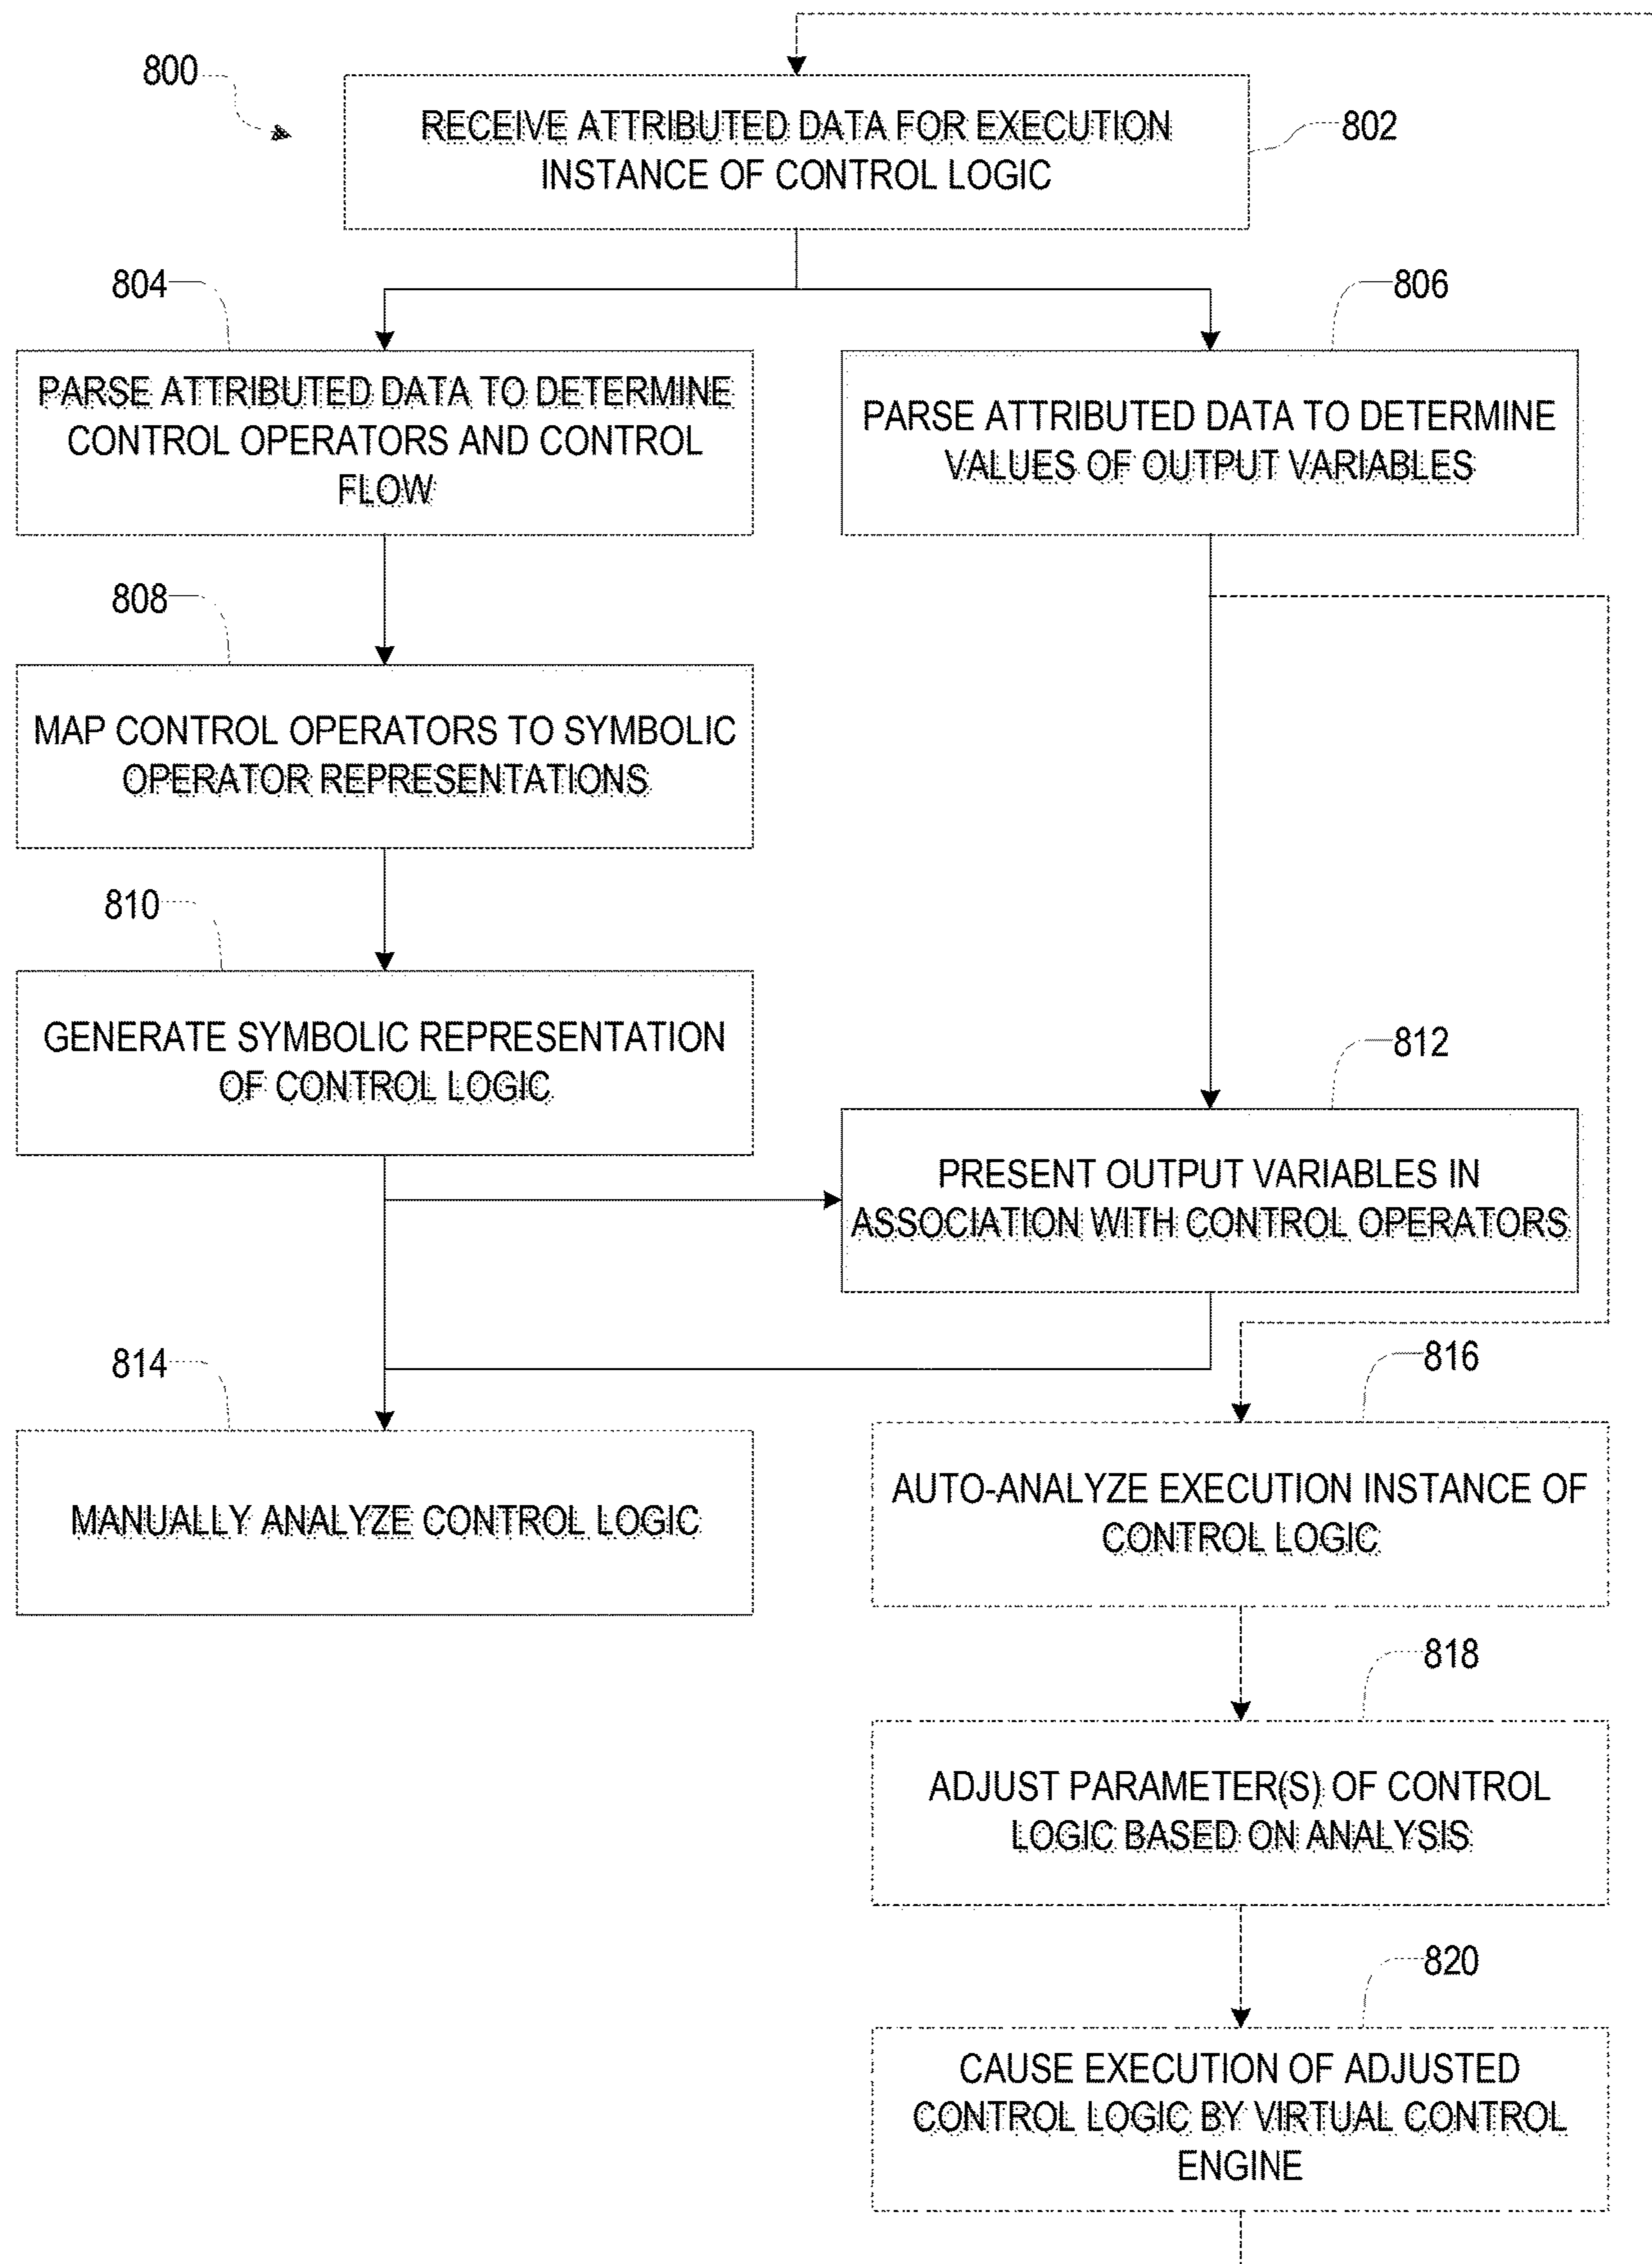 800
RECEIVE ATTRIBUTED DATA FOR EXECUTION
INSTANCE OF CONTROL LOGIC
802
804
806
PARSE ATTRIBUTED DATA TO DETERMINE
CONTROL OPERATORS AND CONTROL
FLOW
PARSE ATTRIBUTED DATA TO DETERMINE
VALUES OF OUTPUT VARIABLES
808
MAP CONTROL OPERATORS TO SYMBOLIC
OPERATOR REPRESENTATIONS
810
GENERATE SYMBOLIC REPRESENTATION
OF CONTROL LOGIC
812
PRESENT OUTPUT VARIABLES IN
ASSOCIATION WITH CONTROL OPERATORS
814
MANUALLY ANALYZE CONTROL LOGIC
816
AUTO-ANALYZE EXECUTION INSTANCE OF
CONTROL LOGIC
818
ADJUST PARAMETER(S) OF CONTROL
LOGIC BASED ON ANALYSIS
820
CAUSE EXECUTION OF ADJUSTED
CONTROL LOGIC BY VIRTUAL CONTROL
ENGINE